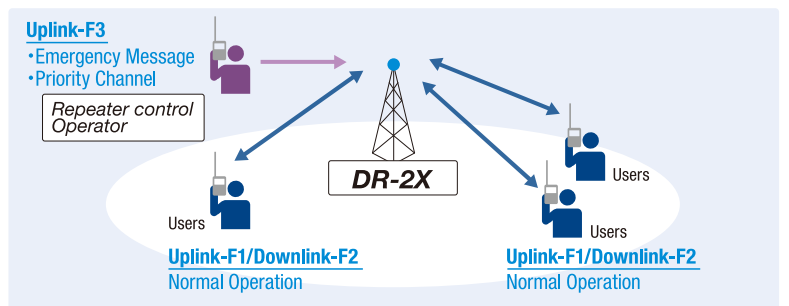 Uplink-F3
•Emergency Message
•Priority Channel
Repeater control
Operator
DR-2X
Users
Users
Users
Uplink-F1/Downlink-F2
Normal Operation
Uplink-F1/Downlink-F2
Normal Operation